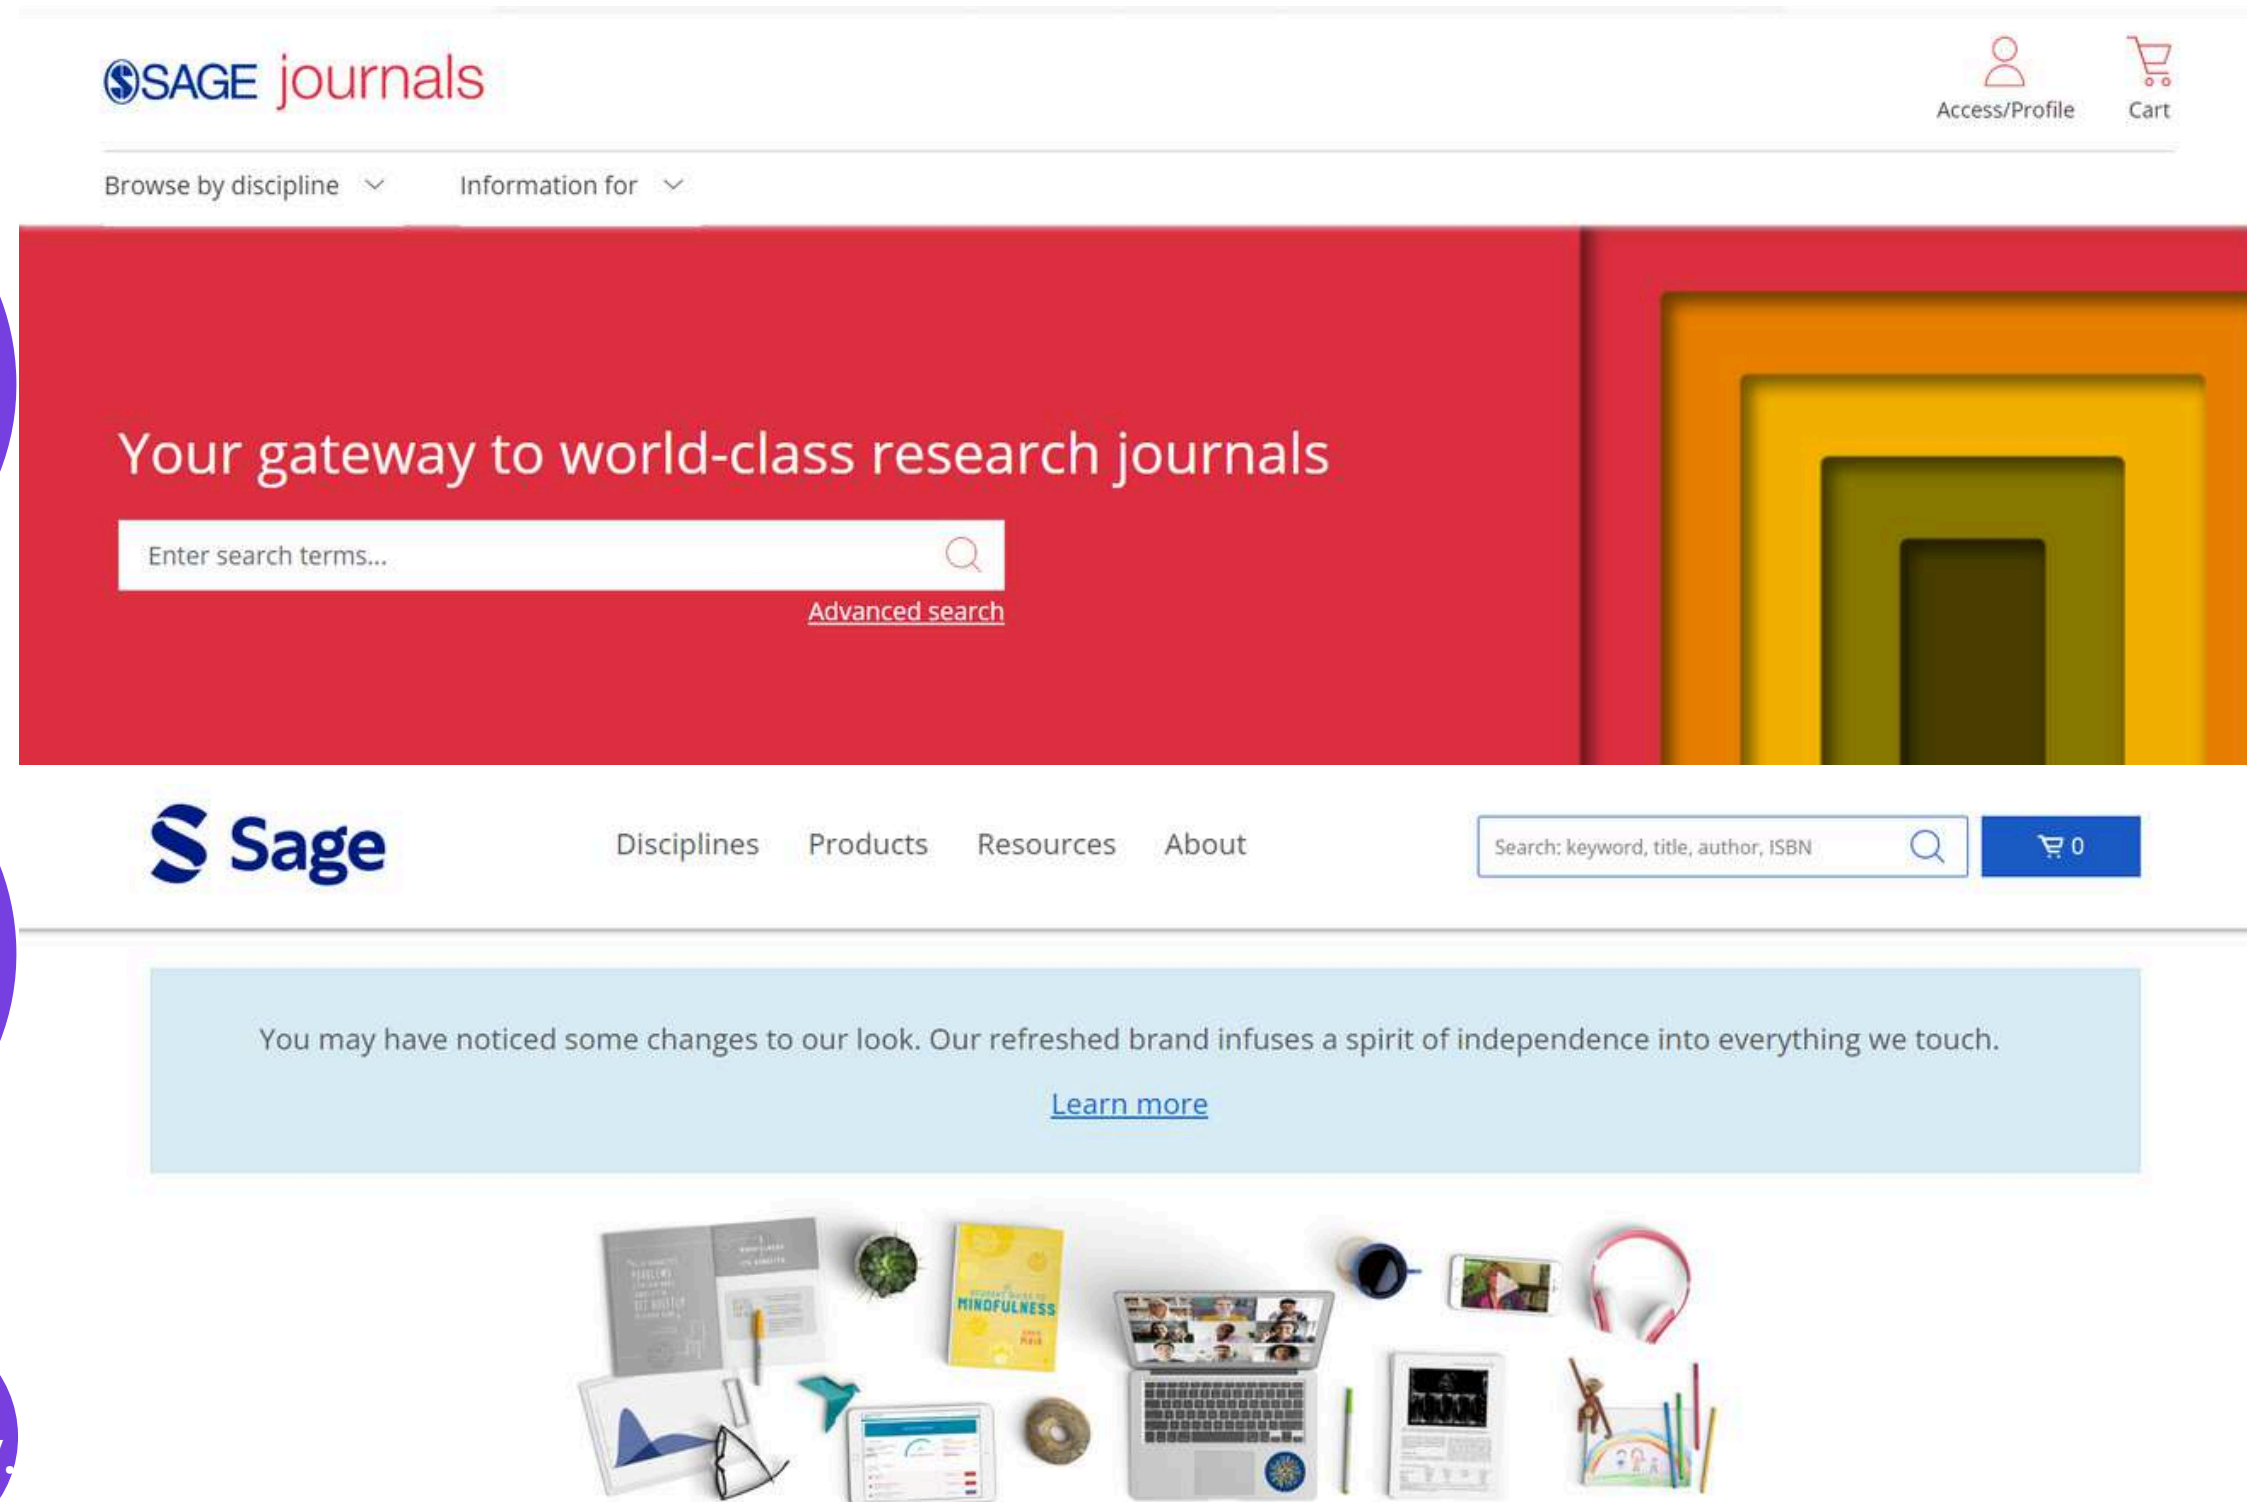 SAGE journals
Access/Profile
Cart
Browse by discipline
Information for
Your gateway to world-class research journals
Enter search terms...
Advanced search
S Sage
Disciplines Products Resources About
Search: keyword, title, author, ISBN
0
You may have noticed some changes to our look. Our refreshed brand infuses a spirit of independence into everything we touch.
Learn more
MINDFULNESS